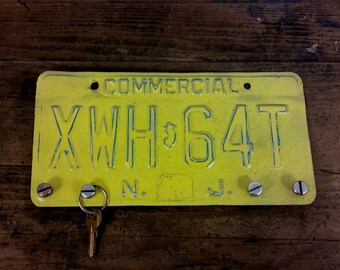 COMMERCIAL
XWH 64T
N. J.